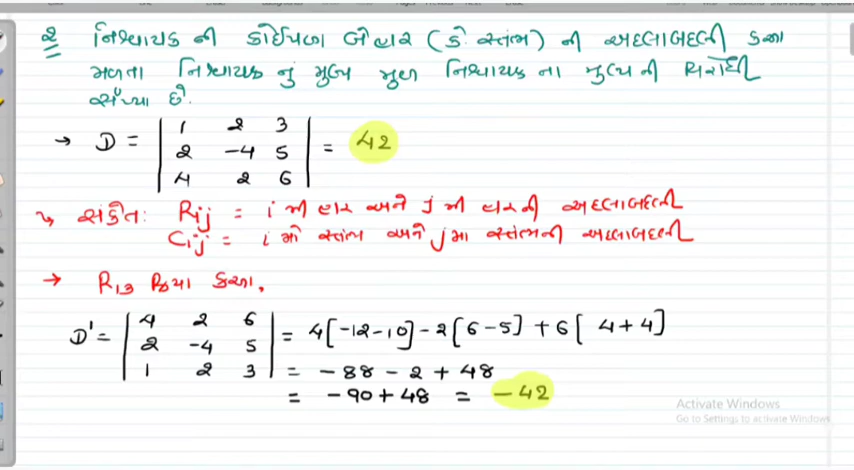 ૨ નિશ્ચાયક ની કોઈપણ બે હાર (કે સ્તંભ) ની અદલાબદલી કરતા
મળતા નિશ્ચાયક નું મુલ્ય મુળ નિશ્ચાયક ના મુલ્ય ની વિરોધી
સંખ્યા છે.
→ D = | 1 2 3 |
| 2 -4 5 | = 42
| 4 2 6 |
↘ સંકેત: Rij = i મી હાર અને j મી હારની અદલાબદલી
Cij = i મો સ્તંભ અને j મા સ્તંભની અદલાબદલી
→ R13 ક્રિયા કરતા,
D' = | 4 2 6 |
| 2 -4 5 | = 4[-12-10] - 2[6-5] + 6[4+4]
| 1 2 3 | = -88 - 2 + 48
= -90+48 = -42
Activate Windows
Go to Settings to activate Windows